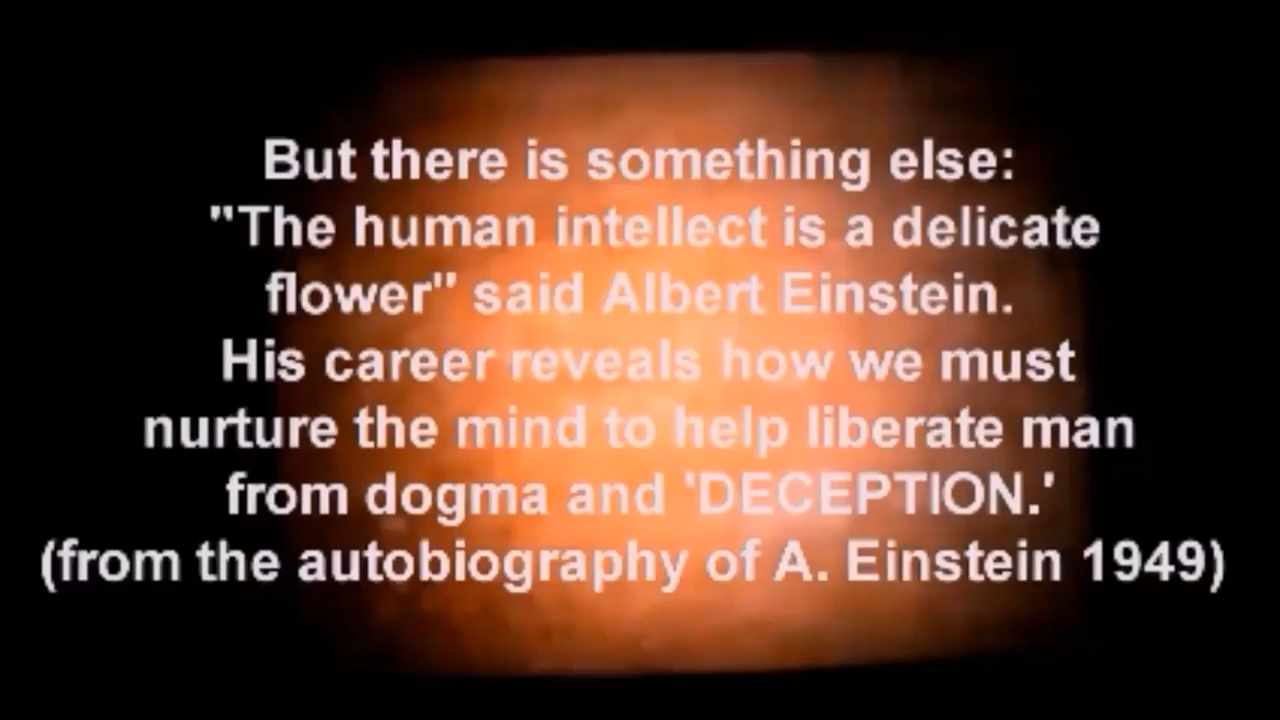 But there is something else:
"The human intellect is a delicate
flower" said Albert Einstein.
His career reveals how we must
nurture the mind to help liberate man
from dogma and 'DECEPTION.'
(from the autobiography of A. Einstein 1949)